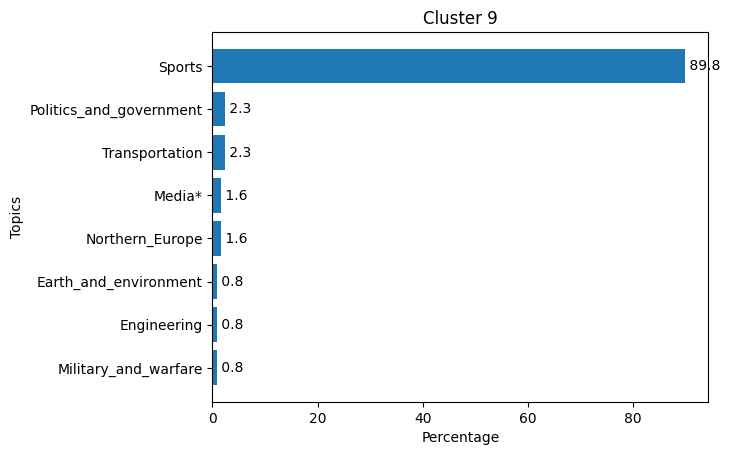 Cluster 9
Sports 89.8
Politics_and_government 2.3
Transportation 2.3
Media* 1.6
Northern_Europe 1.6
Earth_and_environment 0.8
Engineering 0.8
Military_and_warfare 0.8
Topics
0 20 40 60 80
Percentage